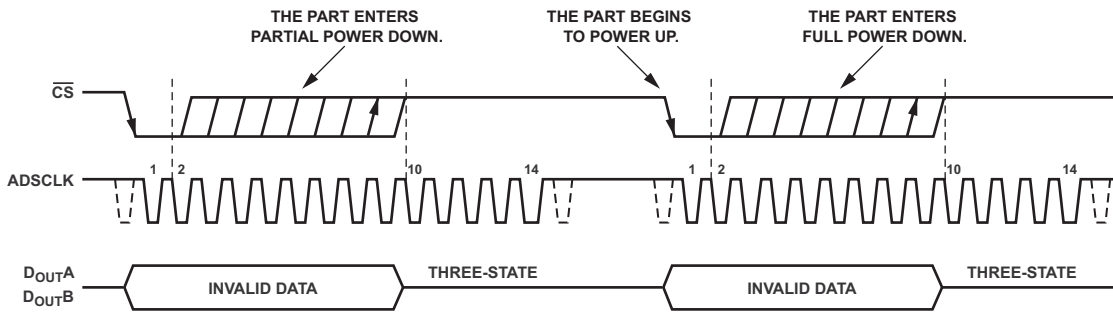 THE PART ENTERS
PARTIAL POWER DOWN.
THE PART BEGINS
TO POWER UP.
THE PART ENTERS
FULL POWER DOWN.
CS
1 2 10 14 1 2 10 14
ADSCLK
DOUTA
DOUTB
INVALID DATA
THREE-STATE
INVALID DATA
THREE-STATE